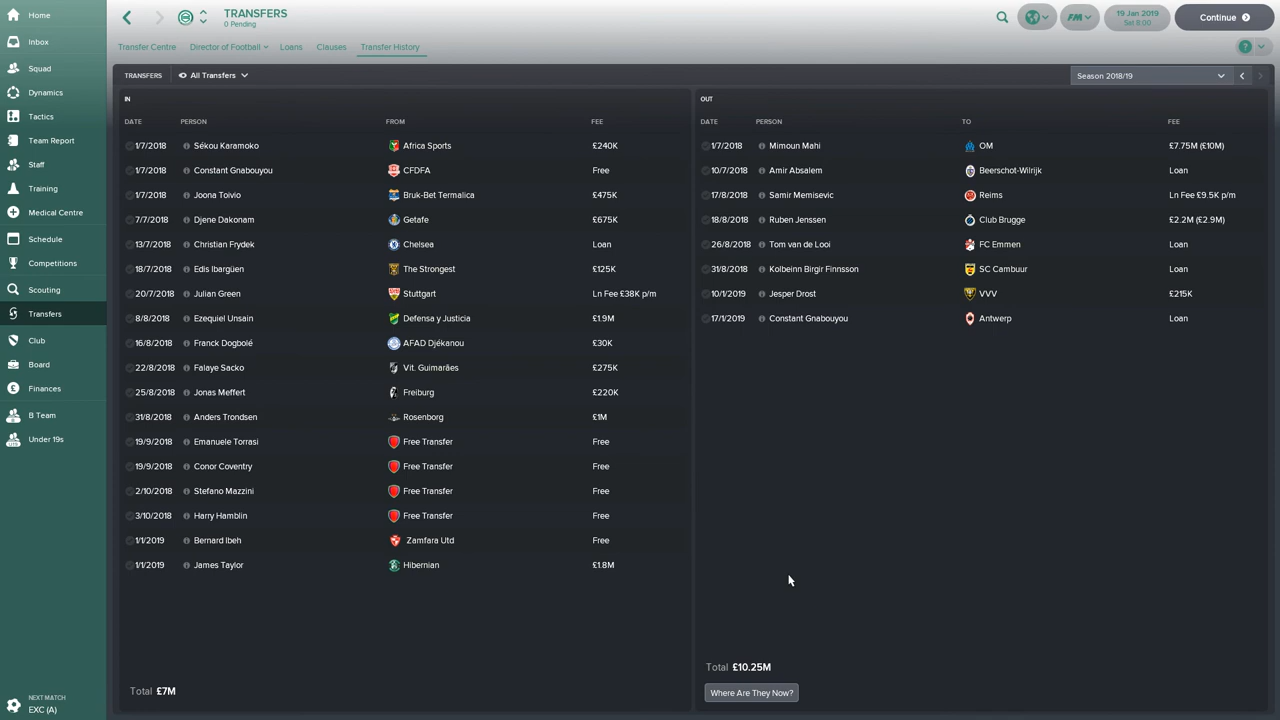 Home
Inbox
Squad
Dynamics
Tactics
Team Report
Staff
Training
Medical Centre
Schedule
Competitions
Scouting
Transfers
Club
Board
Finances
B Team
Under 19s
NEXT MATCH
EXC (A)
TRANSFERS
0 Pending
FM
19 Jan 2019
Sat 8:00
Continue
Transfer Centre Director of Football Loans Clauses Transfer History
?
TRANSFERS All Transfers
Season 2018/19
IN
DATE PERSON FROM FEE
1/7/2018 Sékou Karamoko Africa Sports £240K
1/7/2018 Constant Gnabouyou CFDFA Free
1/7/2018 Joona Toivio Bruk-Bet Termalica £475K
7/7/2018 Djene Dakonam Getafe £675K
13/7/2018 Christian Frydek Chelsea Loan
18/7/2018 Edis Ibargüen The Strongest £125K
20/7/2018 Julian Green Stuttgart Ln Fee £38K p/m
8/8/2018 Ezequiel Unsain Defensa y Justicia £1.9M
16/8/2018 Franck Dogbolé AFAD Djékanou £30K
22/8/2018 Falaye Sacko Vit. Guimarães £275K
25/8/2018 Jonas Meffert Freiburg £220K
31/8/2018 Anders Trondsen Rosenborg £1M
19/9/2018 Emanuele Torrasi Free Transfer Free
19/9/2018 Conor Coventry Free Transfer Free
2/10/2018 Stefano Mazzini Free Transfer Free
3/10/2018 Harry Hamblin Free Transfer Free
1/1/2019 Bernard Ibeh Zamfara Utd Free
1/1/2019 James Taylor Hibernian £1.8M
Total £7M
OUT
DATE PERSON TO FEE
1/7/2018 Mimoun Mahi OM £7.75M (£10M)
10/7/2018 Amir Absalem Beerschot-Wilrijk Loan
17/8/2018 Samir Memisevic Reims Ln Fee £9.5K p/m
18/8/2018 Ruben Jenssen Club Brugge £2.2M (£2.9M)
26/8/2018 Tom van de Looi FC Emmen Loan
31/8/2018 Kolbeinn Birgir Finnsson SC Cambuur Loan
10/1/2019 Jesper Drost VVV £215K
17/1/2019 Constant Gnabouyou Antwerp Loan
Total £10.25M
Where Are They Now?